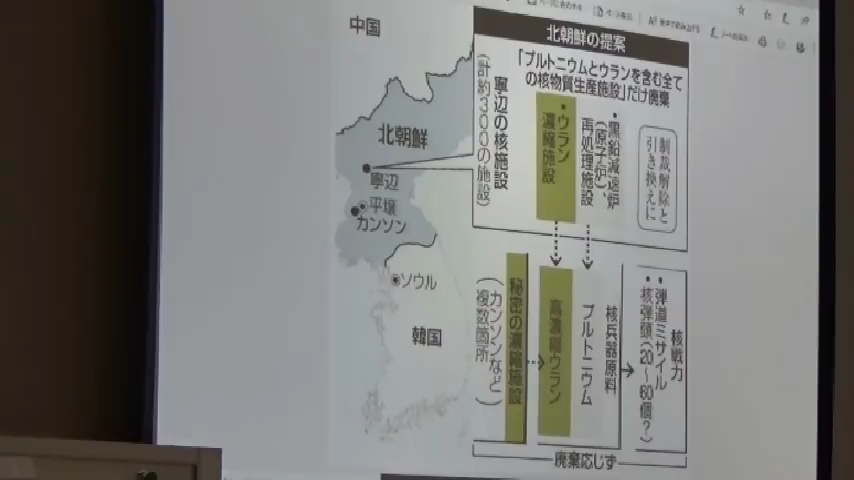 中国
北朝鮮
寧辺
平壌
カンソン
ソウル
韓国
北朝鮮の提案
「プルトニウムとウランを含む全て
の核物質生産施設」だけ廃棄
制裁解除と
引き換えに
・黒鉛減速炉
(原子炉)、
再処理施設
・ウラン
濃縮施設
寧辺の核施設
(計約300の施設)
核戦力
・弾道ミサイル
・核弾頭(20〜60個?)
核兵器原料
プルトニウム
高濃縮ウラン
秘密の濃縮施設
(カンソンなど
複数箇所)
廃棄応じず